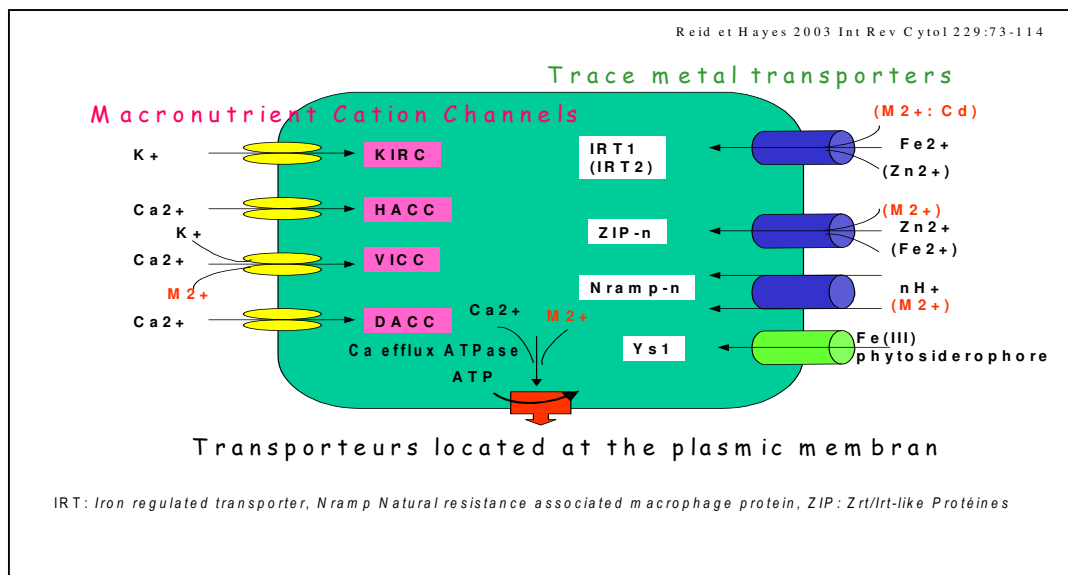 Reid et Hayes 2003 Int Rev Cytol 229:73-114
Trace metal transporters
Macronutrient Cation Channels
K+
KIRC
Ca2+
HACC
K+
Ca2+
VICC
M2+
Ca2+
DACC
Ca efflux ATPase
ATP
Ca2+
M2+
IRT1
(IRT2)
(M2+: Cd)
Fe2+
(Zn2+)
ZIP-n
(M2+)
Zn2+
(Fe2+)
Nramp-n
nH+
(M2+)
Ys1
Fe(III)
phytosiderophore
Transporteurs located at the plasmic membran
IRT: Iron regulated transporter, Nramp Natural resistance associated macrophage protein, ZIP: Zrt/Irt-like Protéines